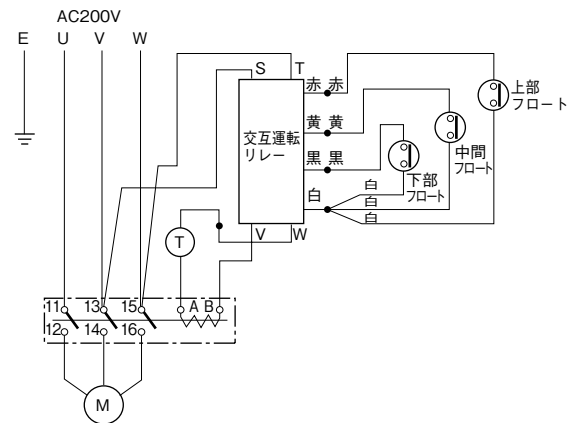 AC200V
E U V W
S T
赤 赤
上部
フロート
黄 黄
交互運転
リレー
中間
フロート
黒 黒
下部
フロート
白 白
白
白
V W
T
11 13 15 A B
12 14 16
M